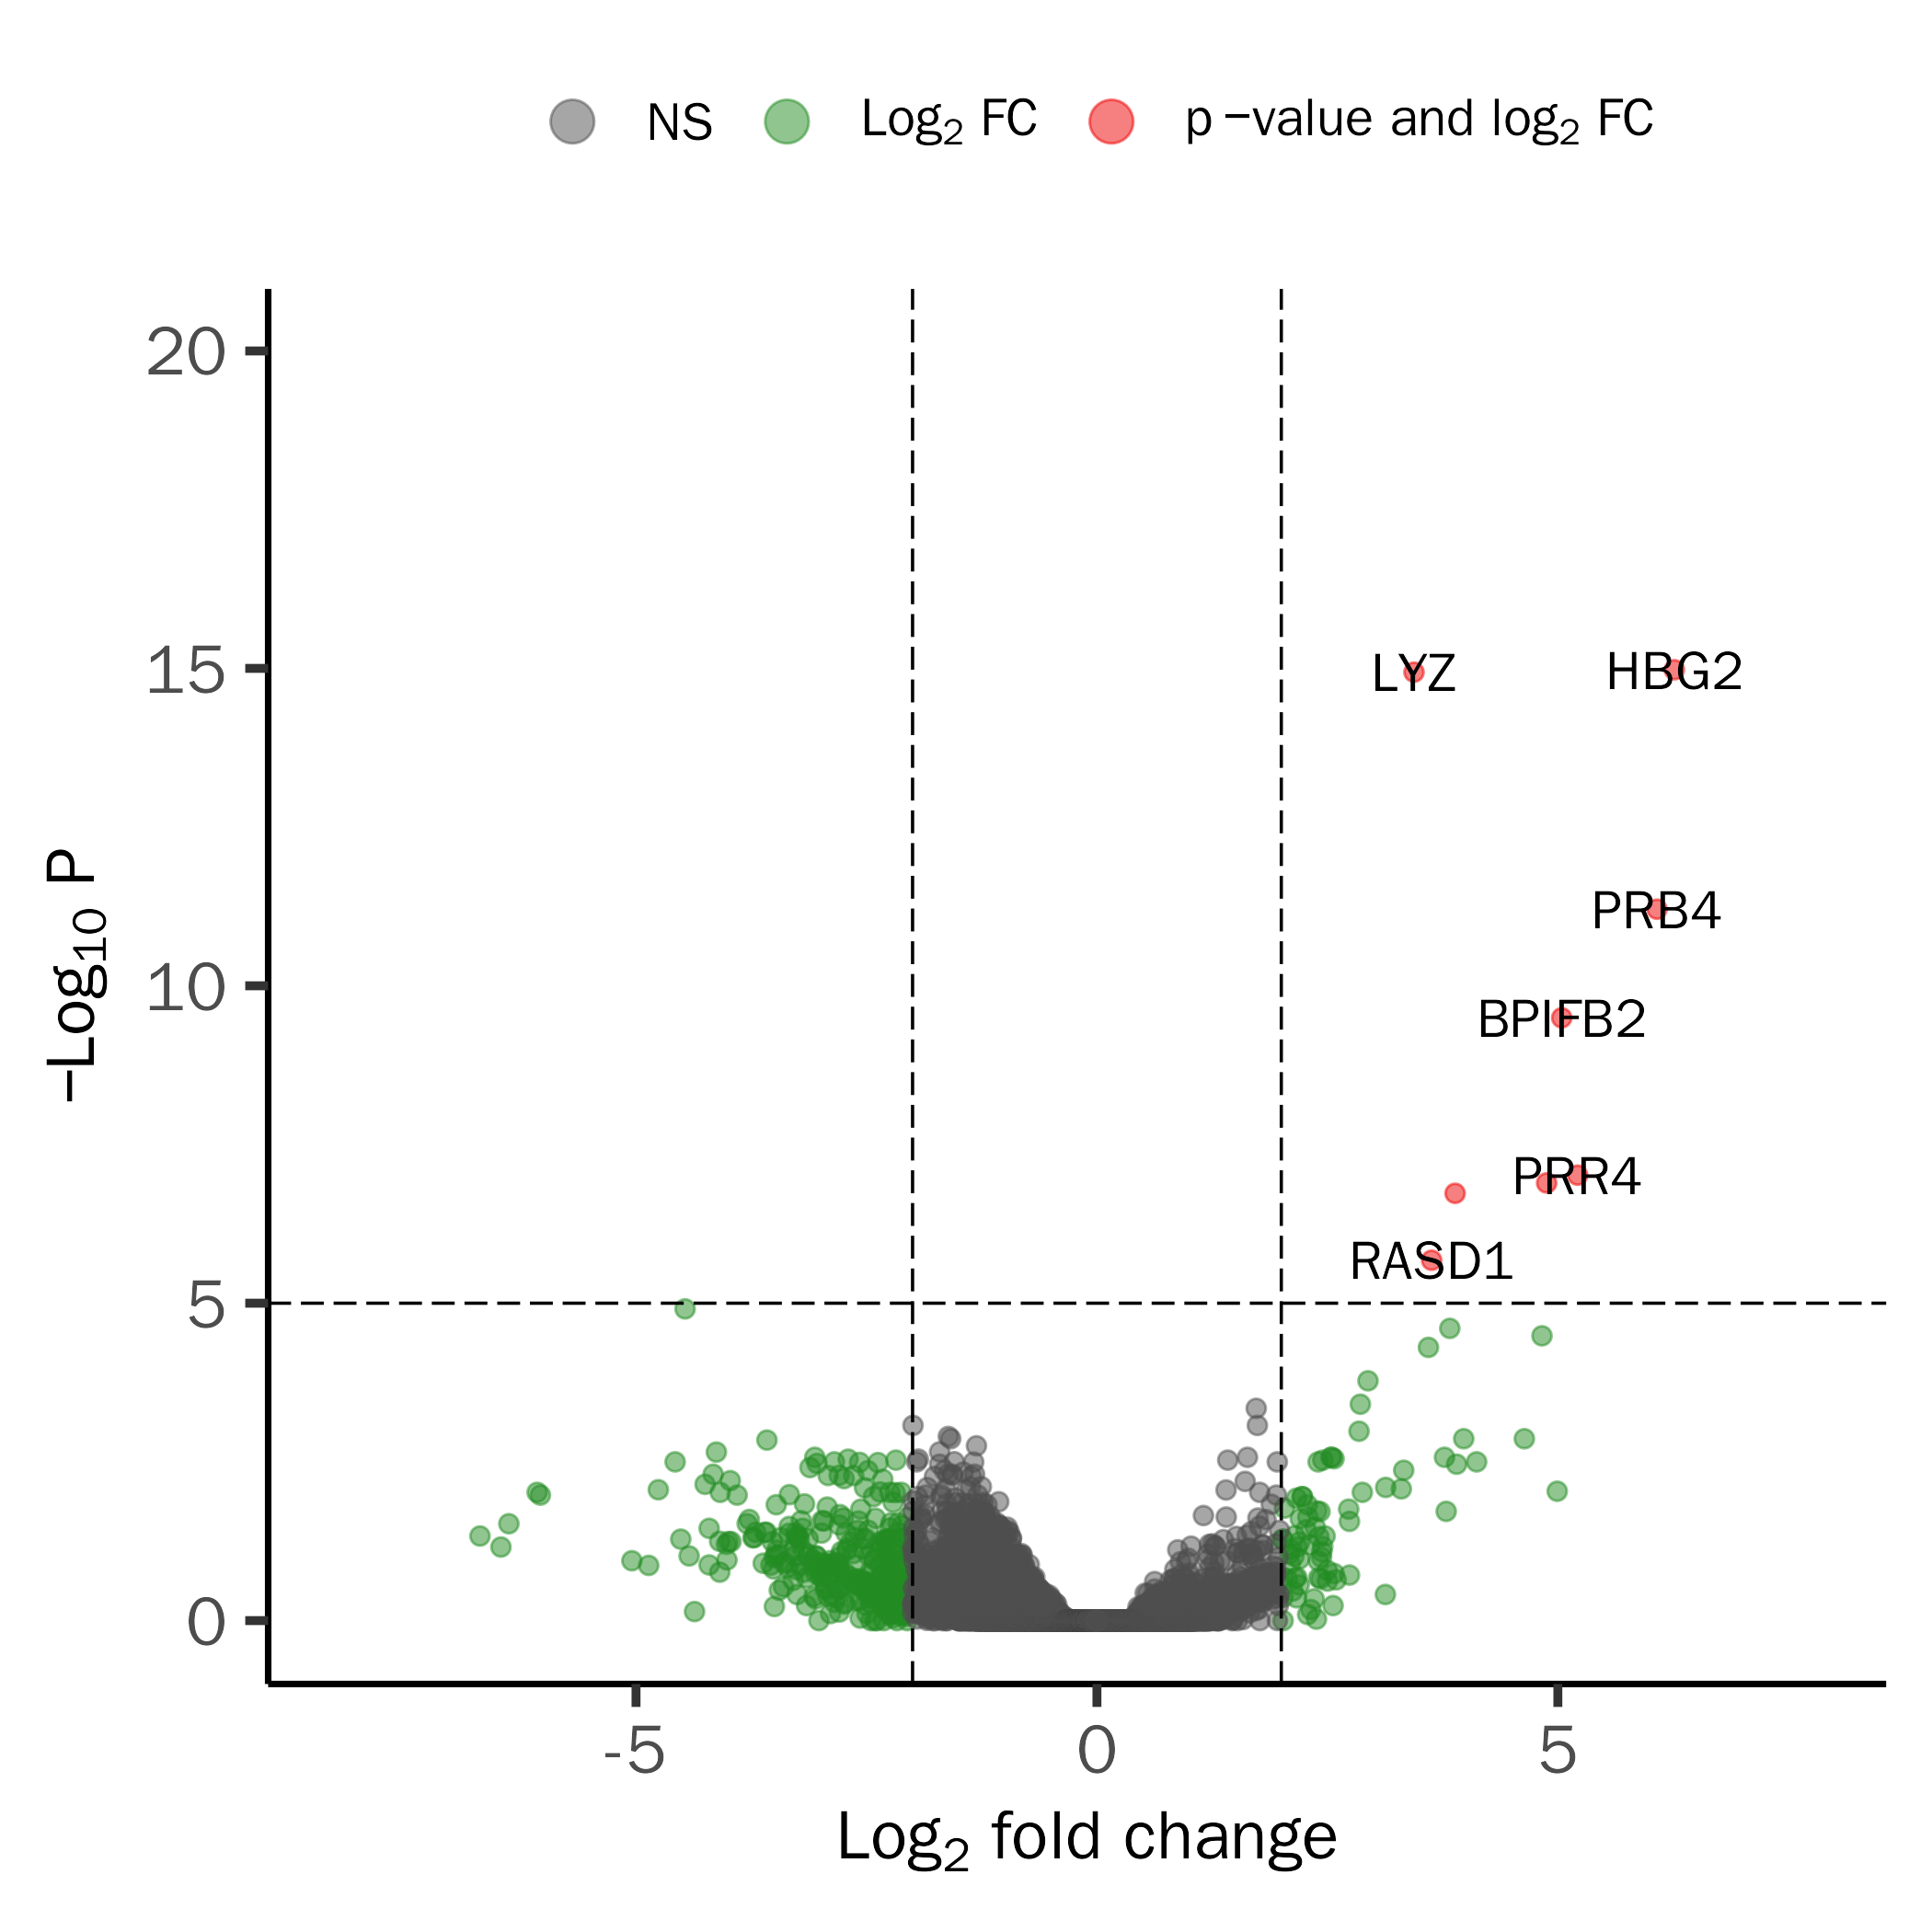 NS Log₂ FC p −value and log₂ FC
20
15
10
5
0
−Log₁₀ P
LYZ
HBG2
PRB4
BPIFB2
PRR4
RASD1
-5 0 5
Log₂ fold change